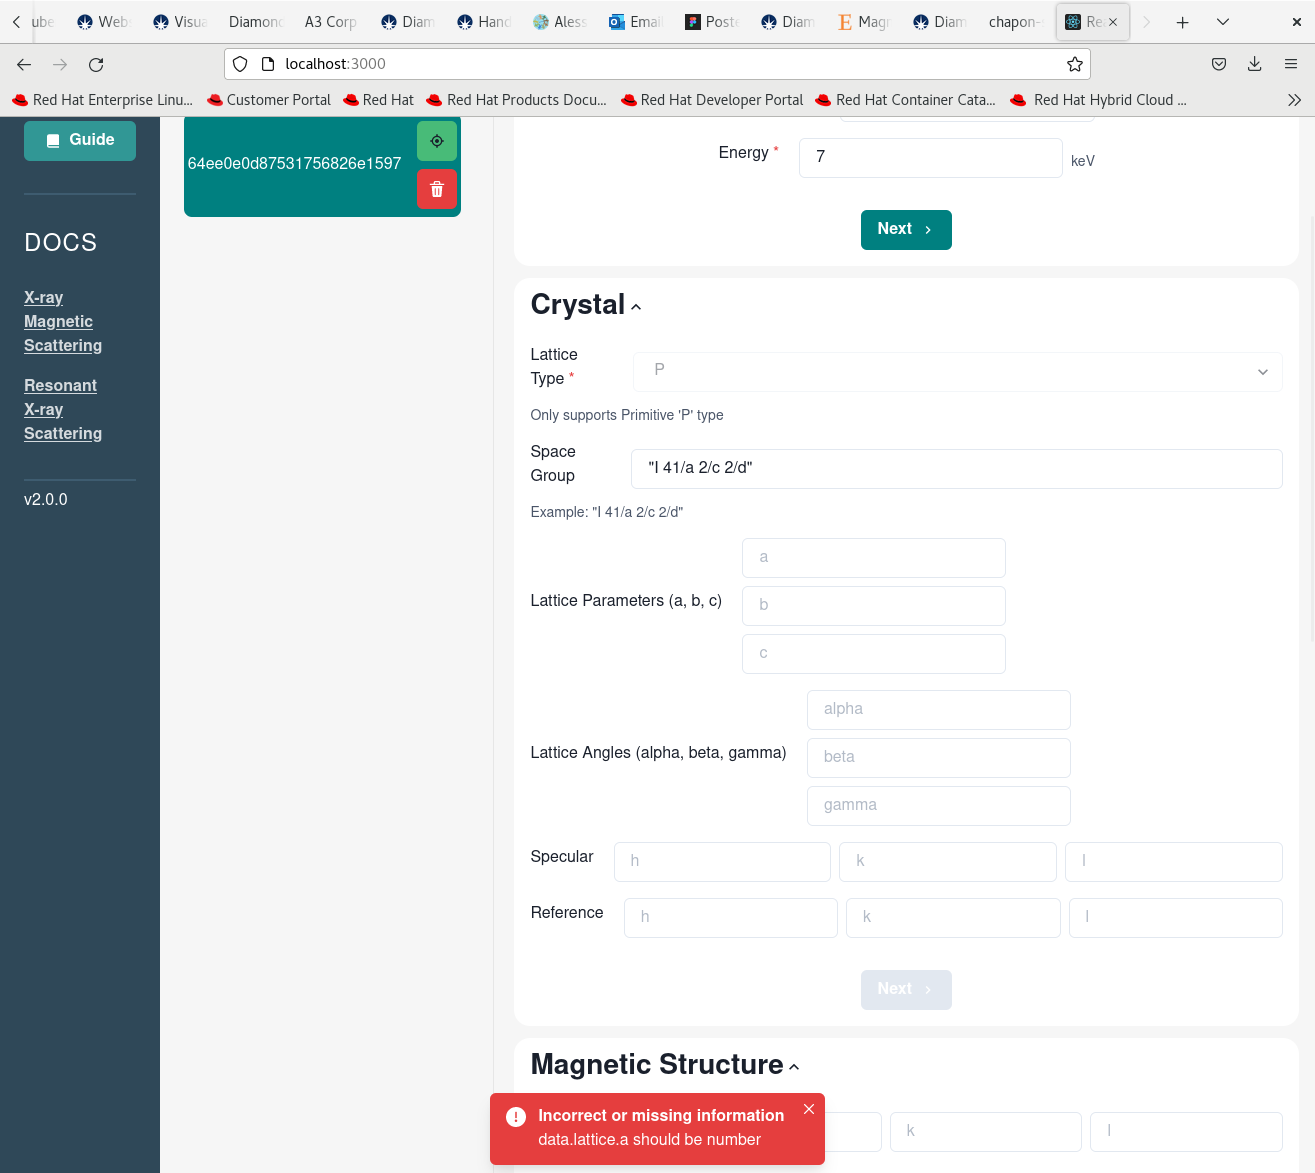 ube
Web
Visua
Diamond
A3 Corp
Diam
Hand
Aless
Email
Poste
Diam
Magn
Diam
chapon-
Re
localhost:3000
Red Hat Enterprise Linu...
Customer Portal
Red Hat
Red Hat Products Docu...
Red Hat Developer Portal
Red Hat Container Cata...
Red Hat Hybrid Cloud ...
Guide
DOCS
X-ray
Magnetic
Scattering
Resonant
X-ray
Scattering
v2.0.0
64ee0e0d87531756826e1597
Energy *
7
keV
Next
Crystal
Lattice
Type *
P
Only supports Primitive 'P' type
Space
Group
"I 41/a 2/c 2/d"
Example: "I 41/a 2/c 2/d"
Lattice Parameters (a, b, c)
a
b
c
Lattice Angles (alpha, beta, gamma)
alpha
beta
gamma
Specular
h
k
l
Reference
h
k
l
Next
Magnetic Structure
k
l
Incorrect or missing information
data.lattice.a should be number